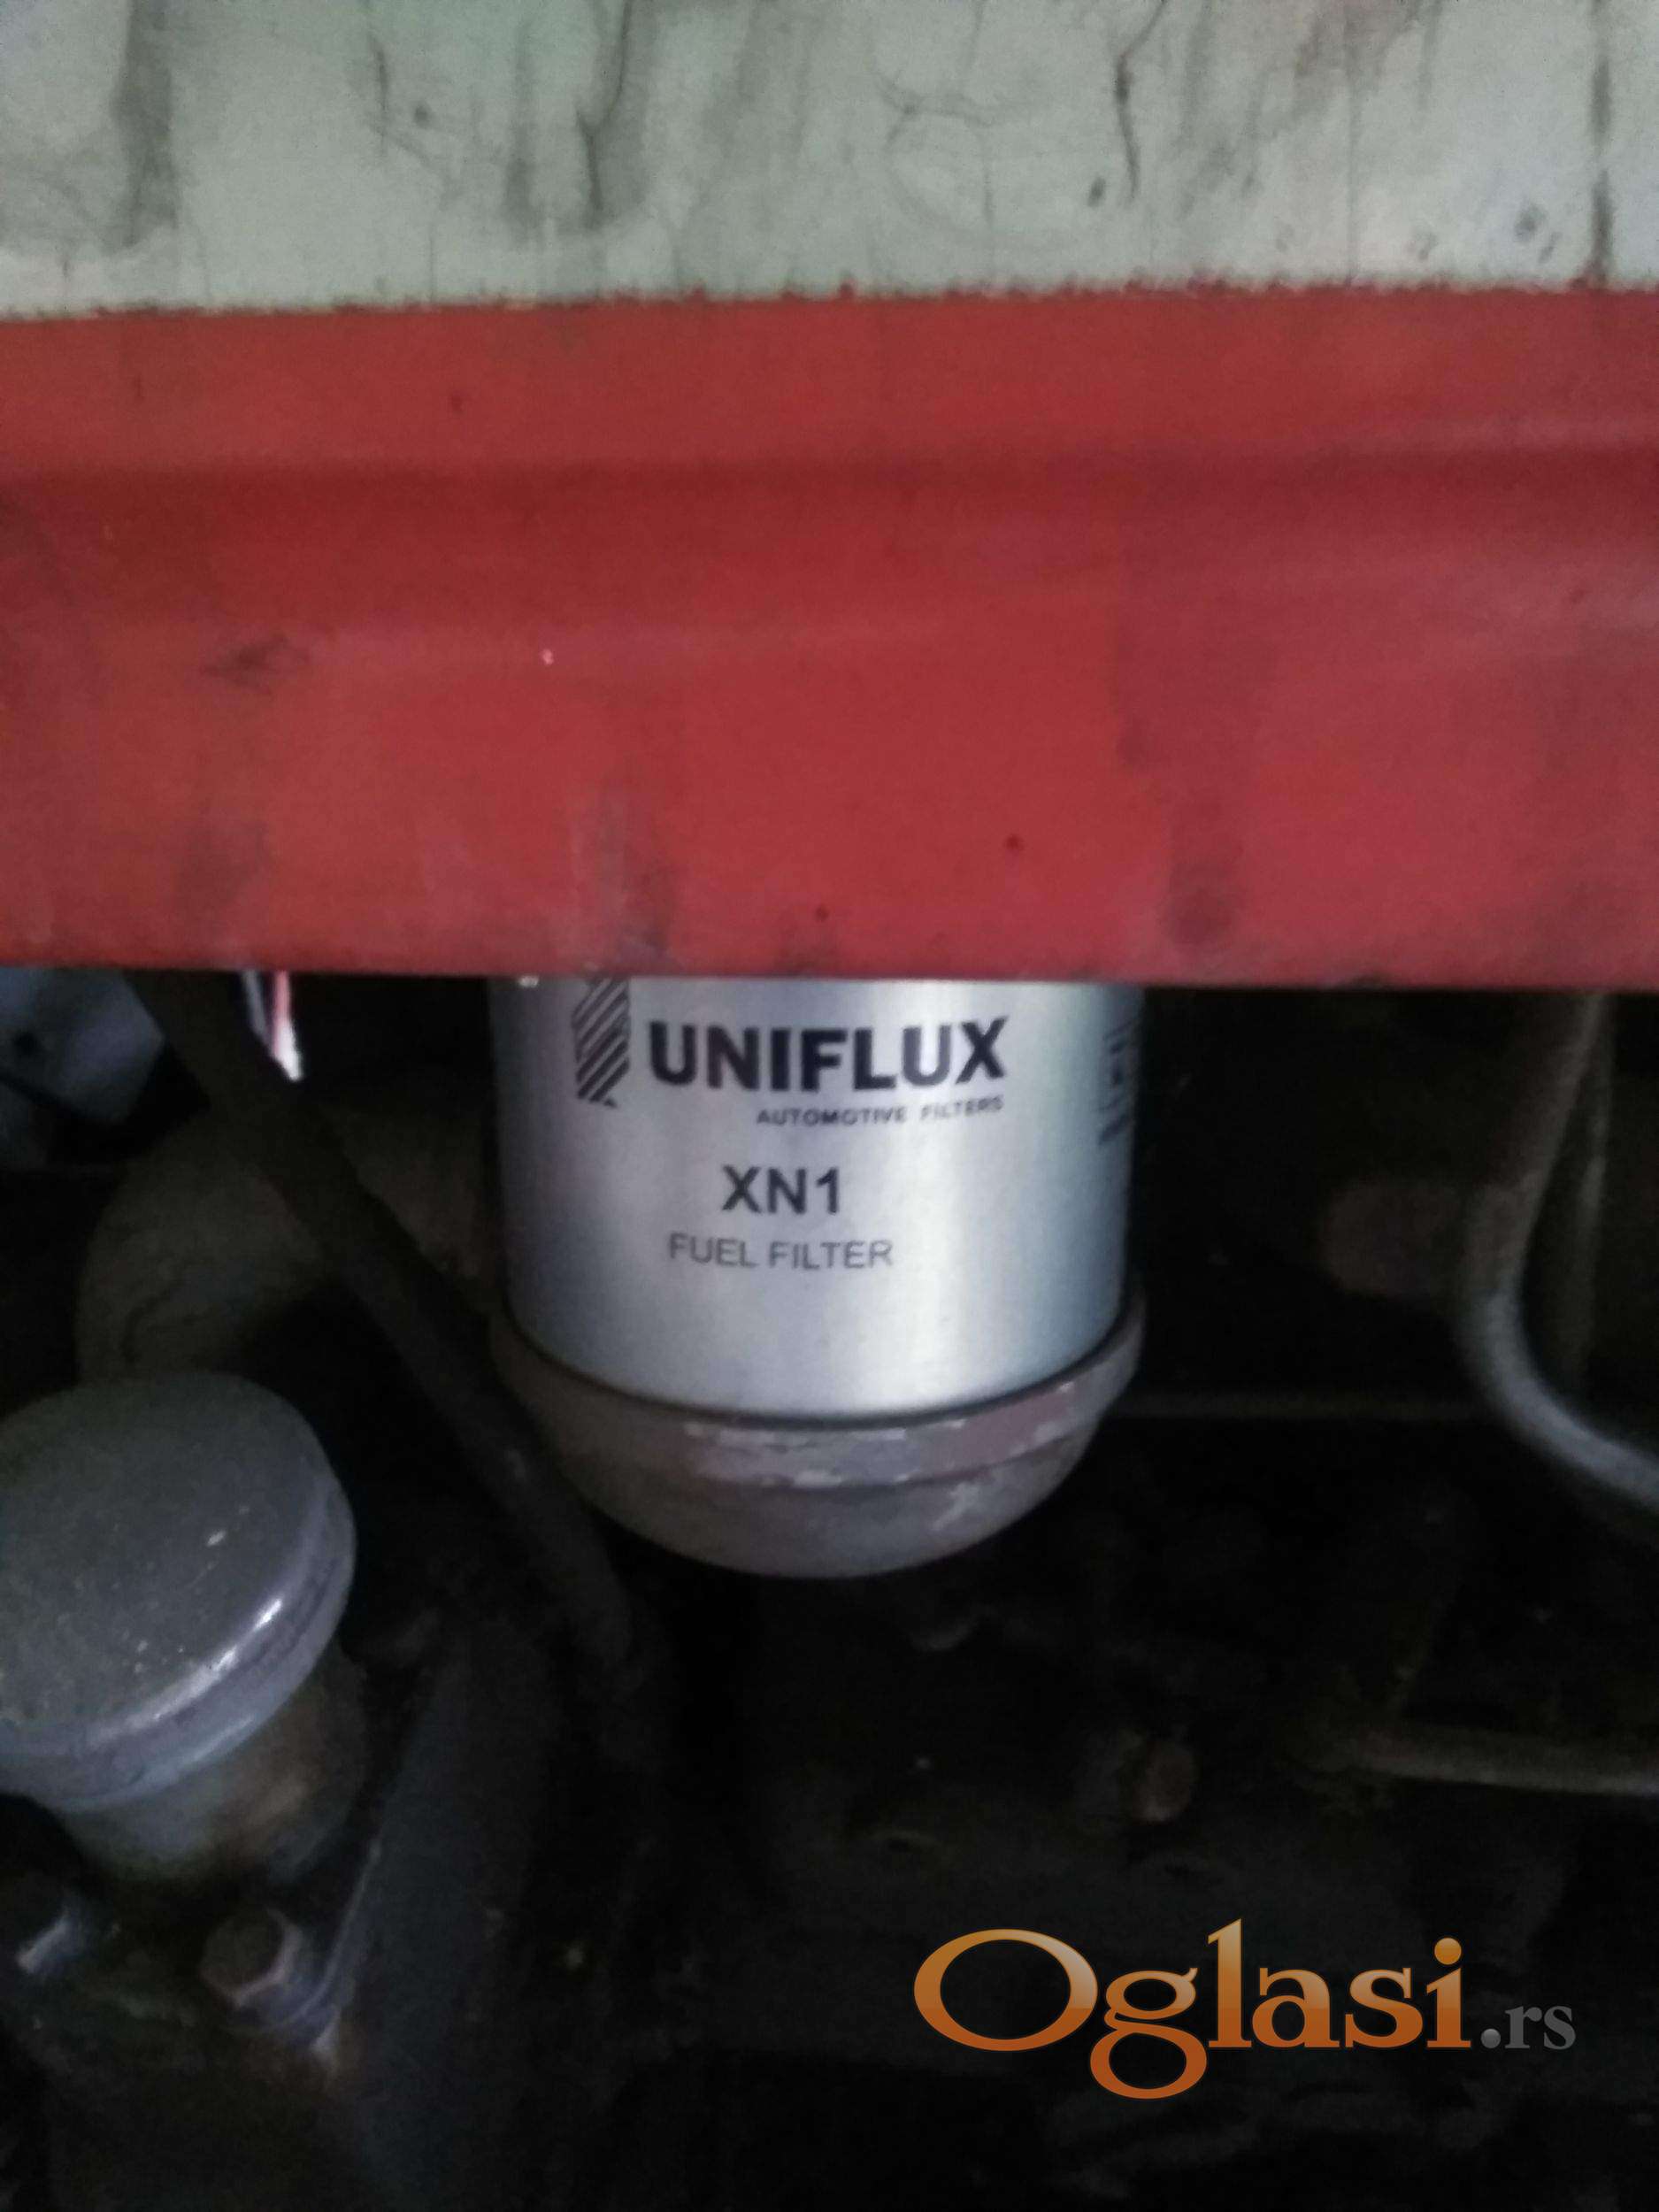 UNIFLUX
AUTOMOTIVE FILTERS
XN1
FUEL FILTER
Oglasi.rs